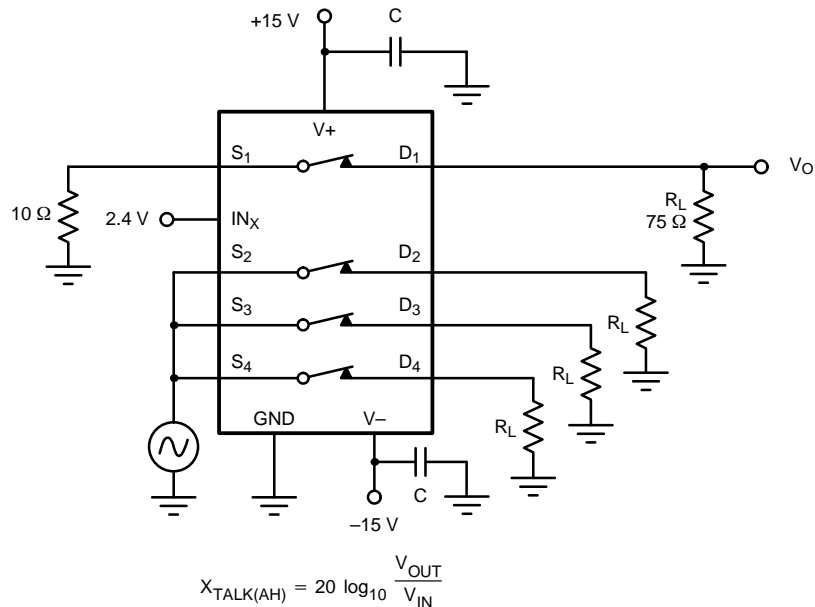 +15 V
C
V+
S1
D1
VO
10 Ω
2.4 V
INX
RL
75 Ω
S2
D2
S3
D3
RL
S4
D4
RL
GND
V–
RL
C
–15 V
XTALK(AH) = 20 log10 VOUT
VIN